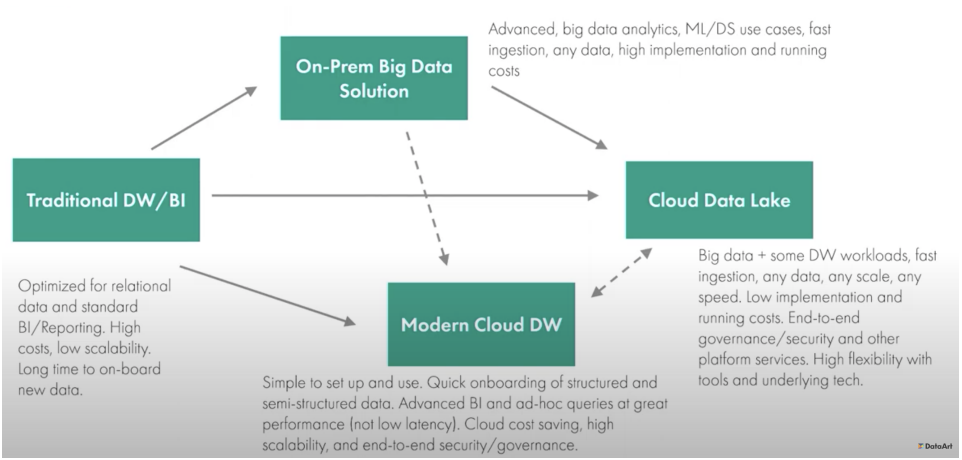 Advanced, big data analytics, ML/DS use cases, fast
ingestion, any data, high implementation and running
costs
On-Prem Big Data
Solution
Traditional DW/BI
Cloud Data Lake
Optimized for relational
data and standard
BI/Reporting. High
costs, low scalability.
Long time to on-board
new data.
Modern Cloud DW
Simple to set up and use. Quick onboarding of structured and
semi-structured data. Advanced BI and ad-hoc queries at great
performance (not low latency). Cloud cost saving, high
scalability, and end-to-end security/governance.
Big data + some DW workloads, fast
ingestion, any data, any scale, any
speed. Low implementation and
running costs. End-to-end
governance/security and other
platform services. High flexibility with
tools and underlying tech.
DataArt